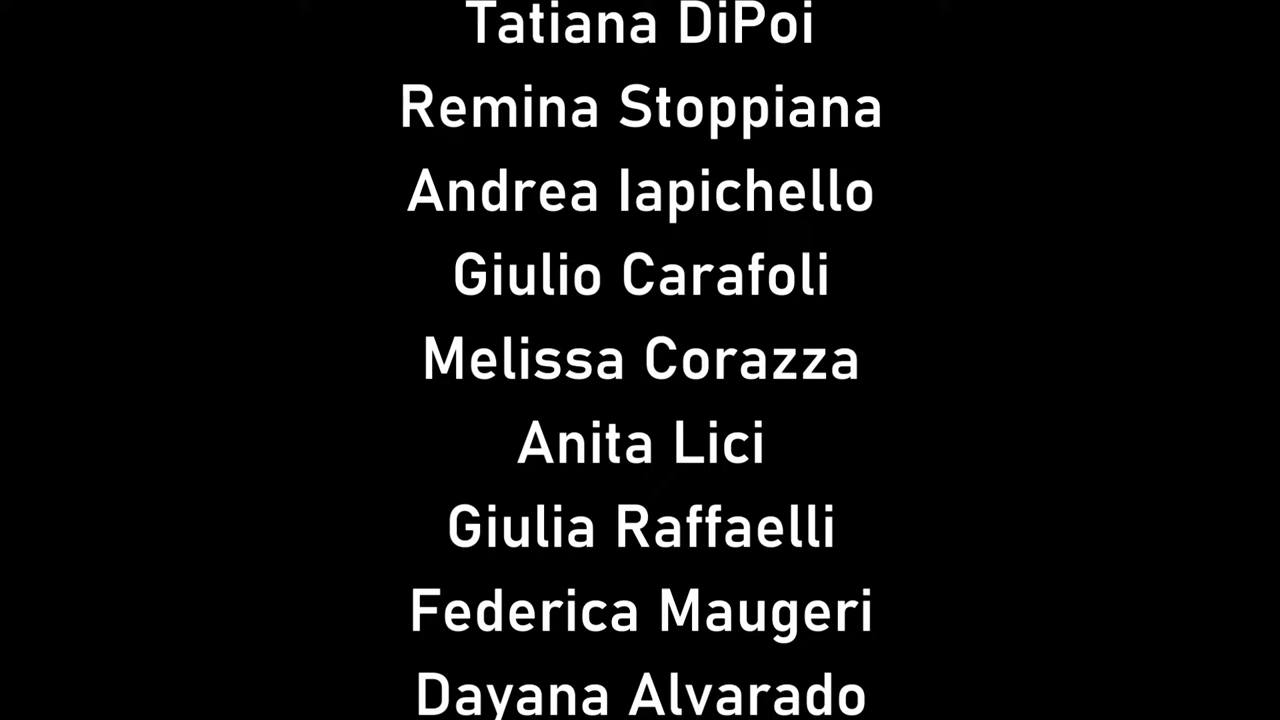 Tatiana DiPoi
Remina Stoppiana
Andrea Iapichello
Giulio Carafoli
Melissa Corazza
Anita Lici
Giulia Raffaelli
Federica Maugeri
Dayana Alvarado